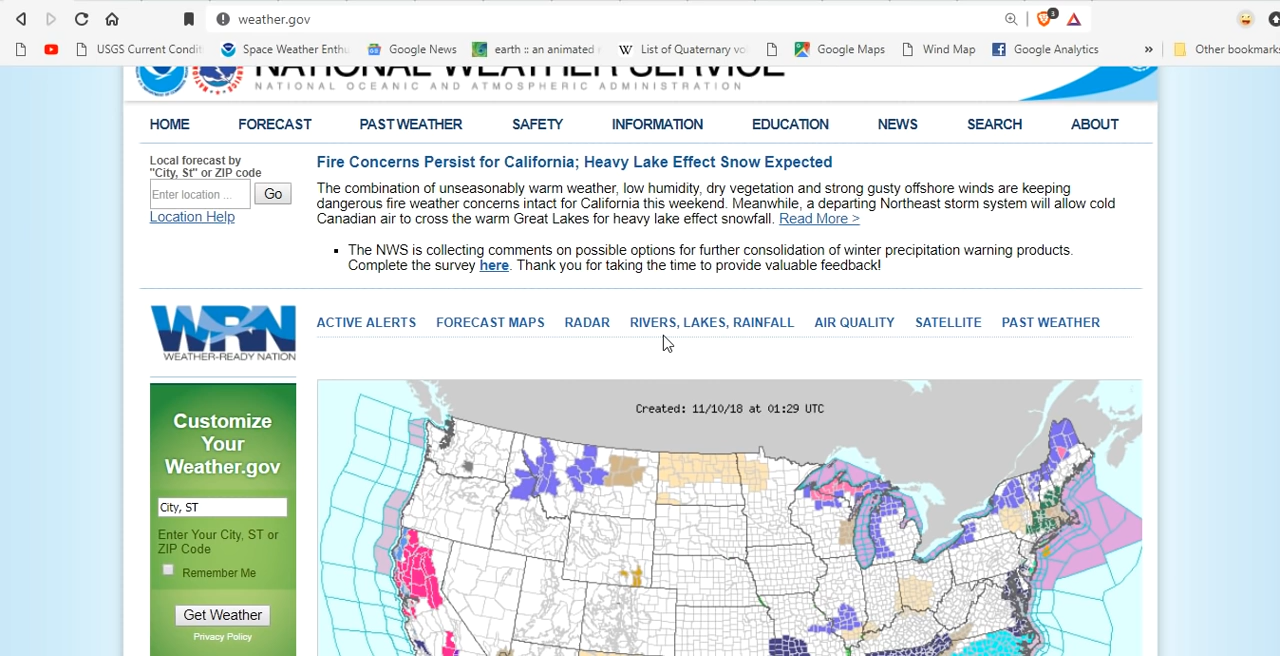 weather.gov
3
USGS Current Condit
Space Weather Enthu
Google News
earth :: an animated
W List of Quaternary vo
Google Maps
Wind Map
Google Analytics
»
Other bookmarks
NATIONAL WEATHER SERVICE
NATIONAL OCEANIC AND ATMOSPHERIC ADMINISTRATION
HOME FORECAST PAST WEATHER SAFETY INFORMATION EDUCATION NEWS SEARCH ABOUT
Local forecast by
"City, St" or ZIP code
Enter location ...
Go
Location Help
Fire Concerns Persist for California; Heavy Lake Effect Snow Expected
The combination of unseasonably warm weather, low humidity, dry vegetation and strong gusty offshore winds are keeping
dangerous fire weather concerns intact for California this weekend. Meanwhile, a departing Northeast storm system will allow cold
Canadian air to cross the warm Great Lakes for heavy lake effect snowfall. Read More >
▪ The NWS is collecting comments on possible options for further consolidation of winter precipitation warning products.
Complete the survey here. Thank you for taking the time to provide valuable feedback!
WRN
WEATHER-READY NATION
ACTIVE ALERTS FORECAST MAPS RADAR RIVERS, LAKES, RAINFALL AIR QUALITY SATELLITE PAST WEATHER
Customize
Your
Weather.gov
City, ST
Enter Your City, ST or
ZIP Code
Remember Me
Get Weather
Privacy Policy
Created: 11/10/18 at 01:29 UTC